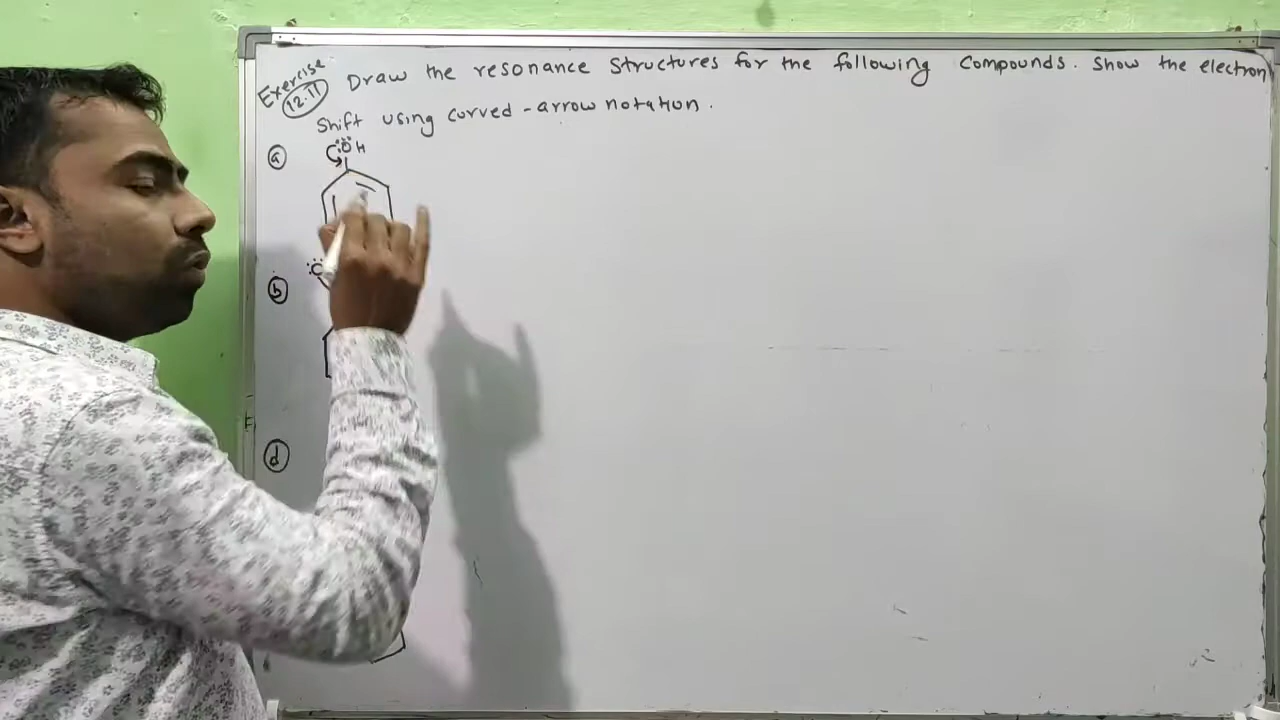 Exercise
12.11
Draw the resonance structures for the following compounds. Show the electron
shift using curved-arrow notation.
a
:ÖH
b
:O
d